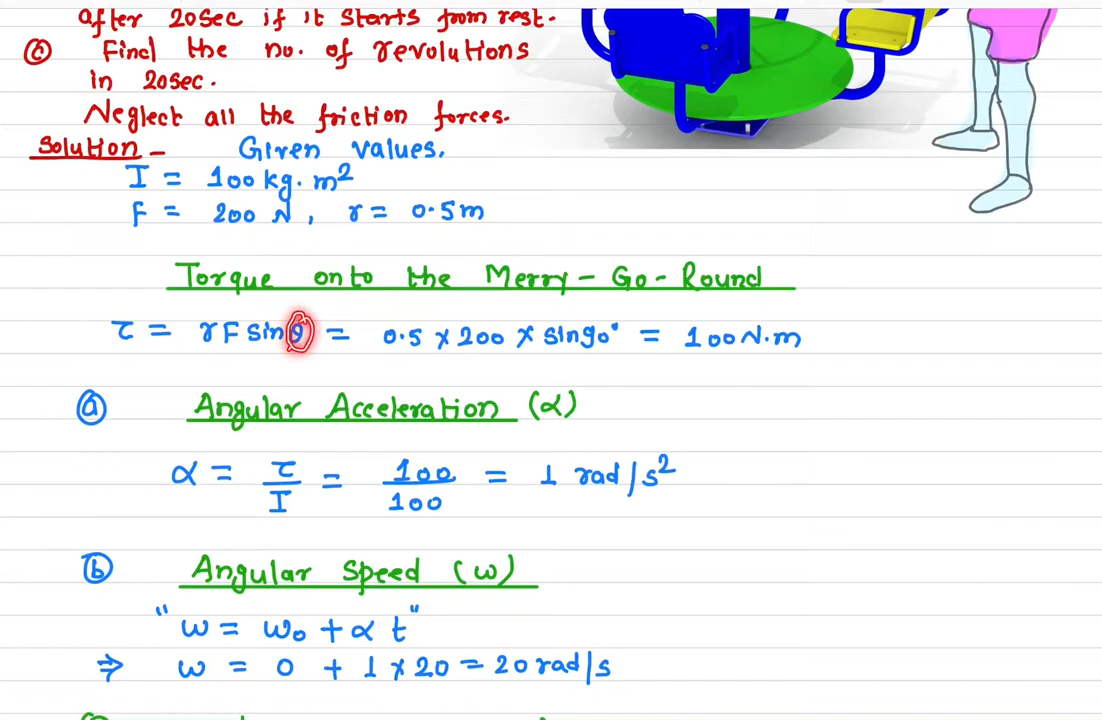 after 20sec if it starts from rest.
(c) Find the no. of revolutions
in 20sec.
Neglect all the friction forces.
Solution - Given values.
I = 100 kg. m²
F = 200 N, r = 0.5m
Torque onto the Merry-Go-Round
τ = rF sinθ = 0.5 × 200 × sin90° = 100 N.m
(a) Angular Acceleration (α)
α = τ/I = 100/100 = 1 rad/s²
(b) Angular Speed (ω)
"ω = ω₀ + α t"
⇒ ω = 0 + 1 × 20 = 20 rad/s